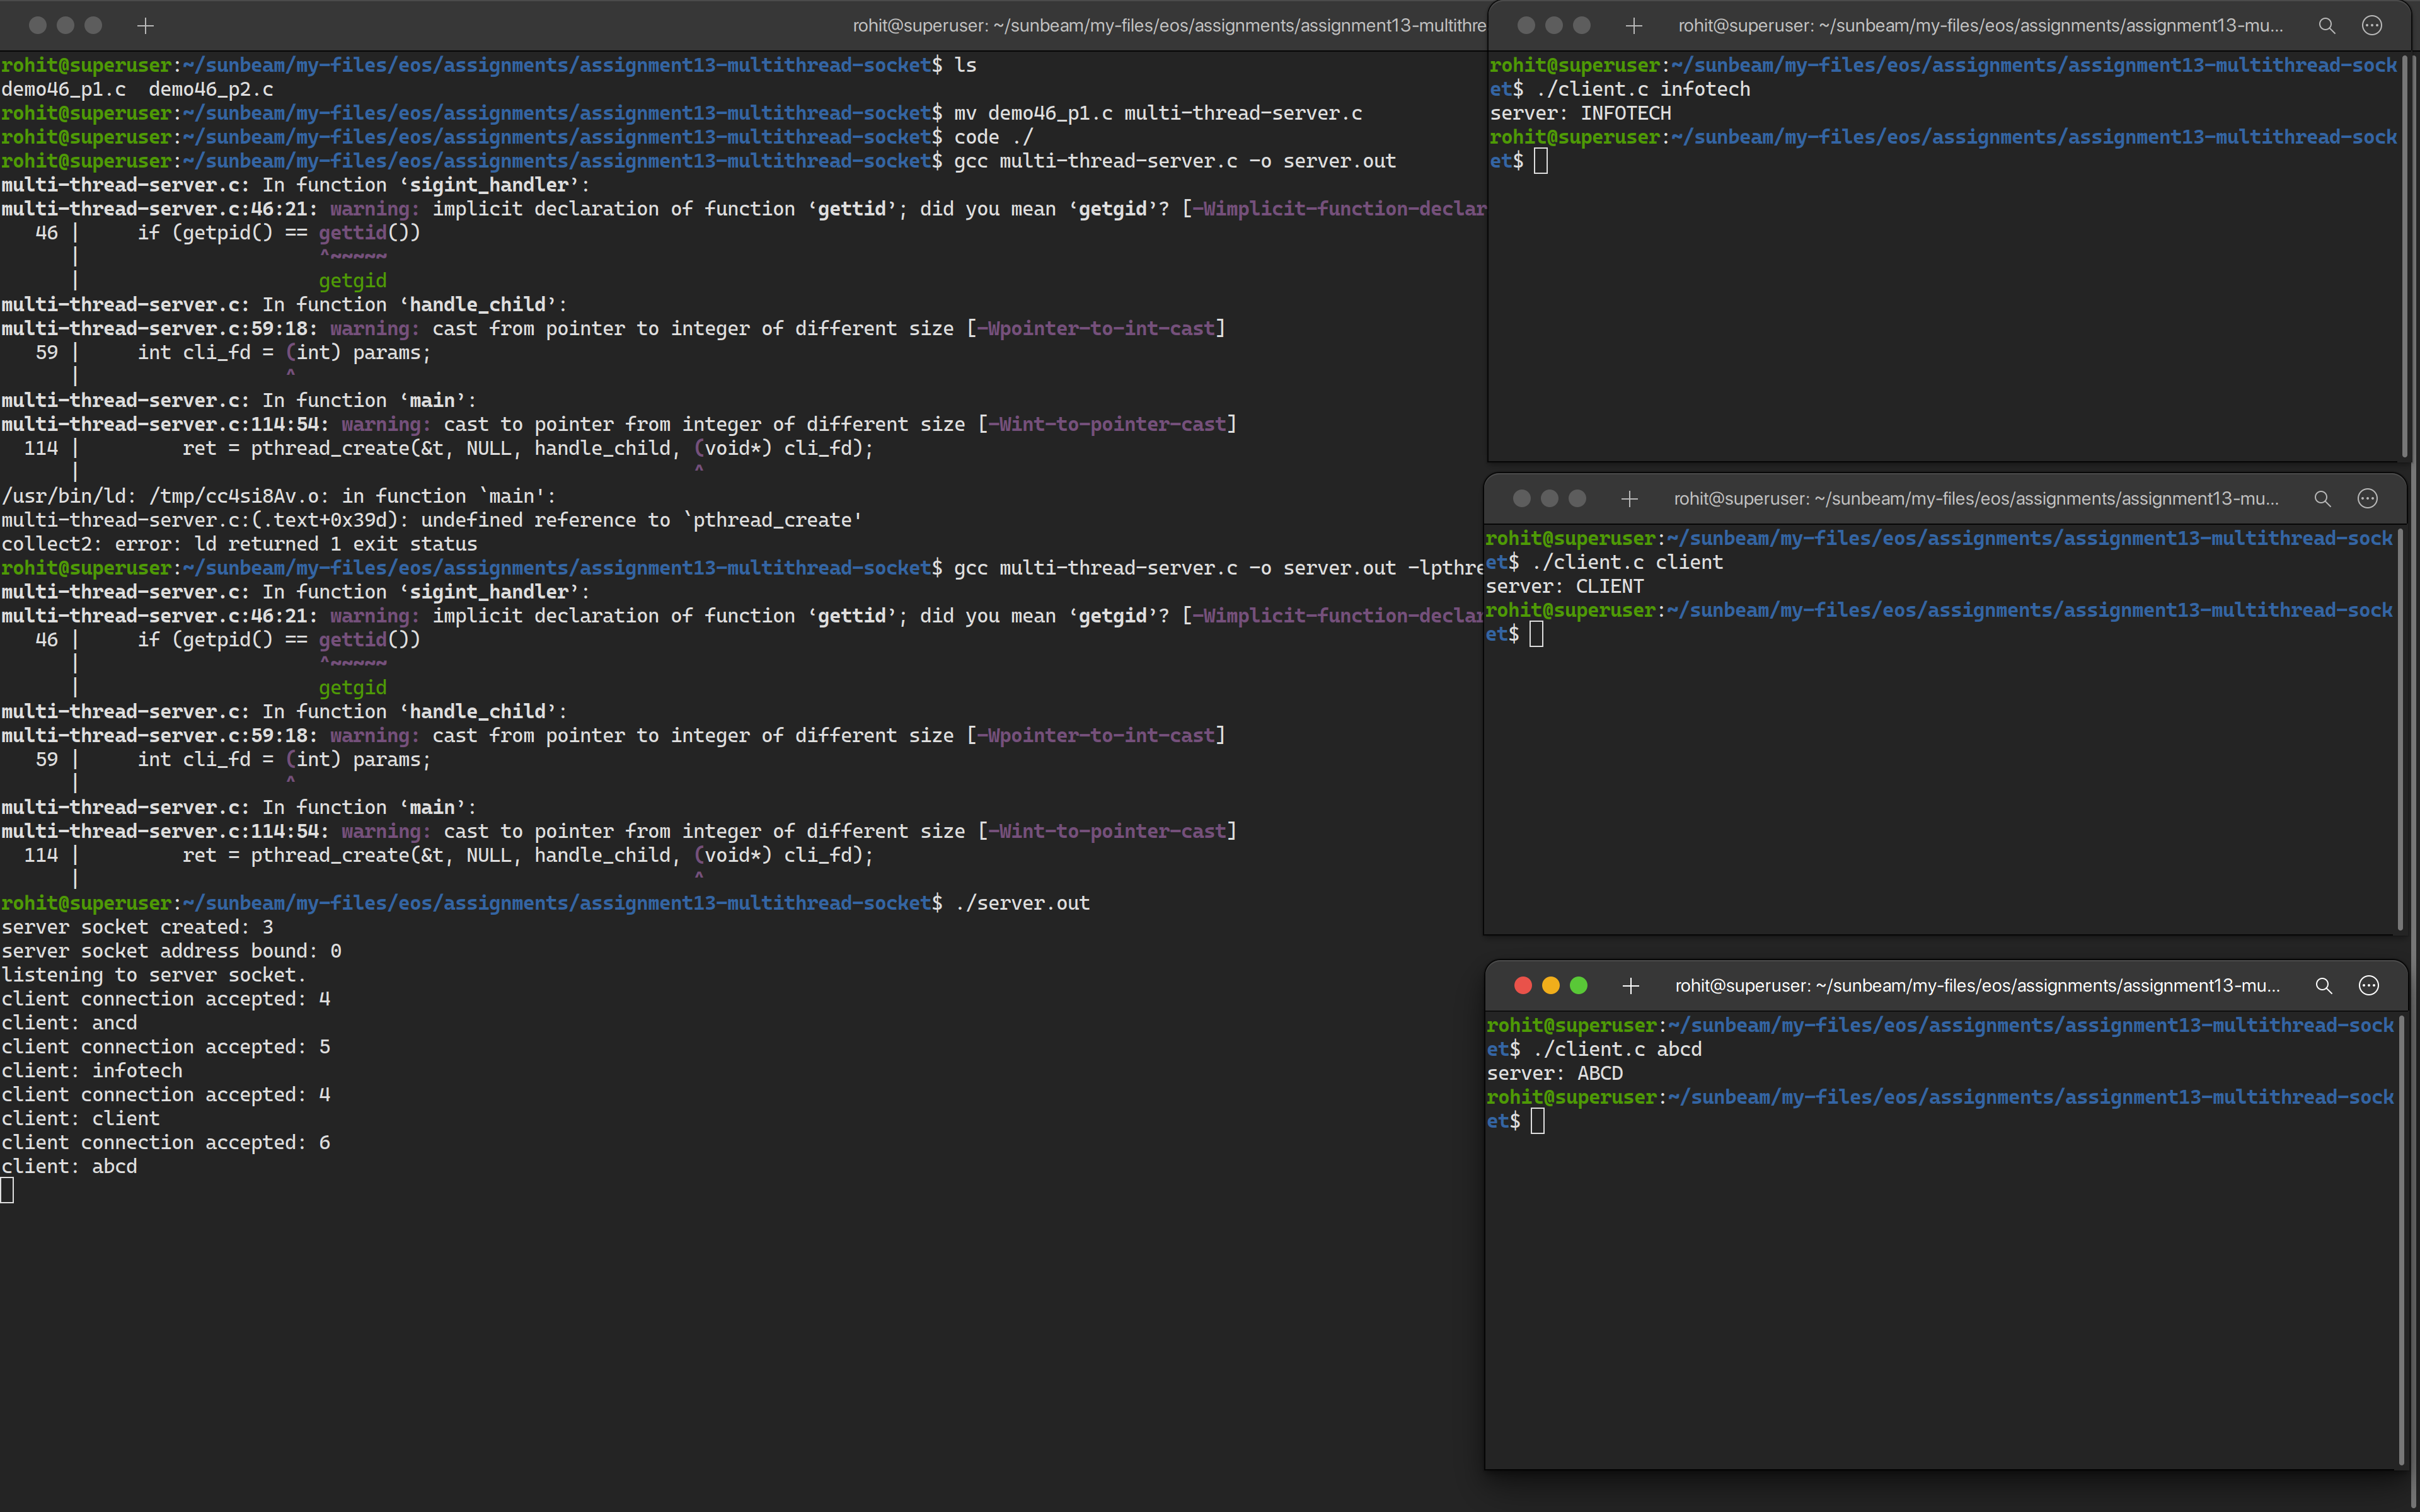 rohit@superuser: ~/sunbeam/my-files/eos/assignments/assignment13-multithre
rohit@superuser:~/sunbeam/my-files/eos/assignments/assignment13-multithread-socket$ ls
demo46_p1.c  demo46_p2.c
rohit@superuser:~/sunbeam/my-files/eos/assignments/assignment13-multithread-socket$ mv demo46_p1.c multi-thread-server.c
rohit@superuser:~/sunbeam/my-files/eos/assignments/assignment13-multithread-socket$ code ./
rohit@superuser:~/sunbeam/my-files/eos/assignments/assignment13-multithread-socket$ gcc multi-thread-server.c -o server.out
multi-thread-server.c: In function ‘sigint_handler’:
multi-thread-server.c:46:21: warning: implicit declaration of function ‘gettid’; did you mean ‘getgid’? [-Wimplicit-function-declar
   46 |     if (getpid() == gettid())
      |                     ^~~~~~
      |                     getgid
multi-thread-server.c: In function ‘handle_child’:
multi-thread-server.c:59:18: warning: cast from pointer to integer of different size [-Wpointer-to-int-cast]
   59 |     int cli_fd = (int) params;
      |                  ^
multi-thread-server.c: In function ‘main’:
multi-thread-server.c:114:54: warning: cast to pointer from integer of different size [-Wint-to-pointer-cast]
  114 |         ret = pthread_create(&t, NULL, handle_child, (void*) cli_fd);
      |                                                      ^
/usr/bin/ld: /tmp/cc4si8Av.o: in function `main':
multi-thread-server.c:(.text+0x39d): undefined reference to `pthread_create'
collect2: error: ld returned 1 exit status
rohit@superuser:~/sunbeam/my-files/eos/assignments/assignment13-multithread-socket$ gcc multi-thread-server.c -o server.out -lpthre
multi-thread-server.c: In function ‘sigint_handler’:
multi-thread-server.c:46:21: warning: implicit declaration of function ‘gettid’; did you mean ‘getgid’? [-Wimplicit-function-declar
   46 |     if (getpid() == gettid())
      |                     ^~~~~~
      |                     getgid
multi-thread-server.c: In function ‘handle_child’:
multi-thread-server.c:59:18: warning: cast from pointer to integer of different size [-Wpointer-to-int-cast]
   59 |     int cli_fd = (int) params;
      |                  ^
multi-thread-server.c: In function ‘main’:
multi-thread-server.c:114:54: warning: cast to pointer from integer of different size [-Wint-to-pointer-cast]
  114 |         ret = pthread_create(&t, NULL, handle_child, (void*) cli_fd);
      |                                                      ^
rohit@superuser:~/sunbeam/my-files/eos/assignments/assignment13-multithread-socket$ ./server.out
server socket created: 3
server socket address bound: 0
listening to server socket.
client connection accepted: 4
client: ancd
client connection accepted: 5
client: infotech
client connection accepted: 4
client: client
client connection accepted: 6
client: abcd
rohit@superuser: ~/sunbeam/my-files/eos/assignments/assignment13-mu...
rohit@superuser:~/sunbeam/my-files/eos/assignments/assignment13-multithread-sock
et$ ./client.c infotech
server: INFOTECH
rohit@superuser:~/sunbeam/my-files/eos/assignments/assignment13-multithread-sock
et$
rohit@superuser: ~/sunbeam/my-files/eos/assignments/assignment13-mu...
rohit@superuser:~/sunbeam/my-files/eos/assignments/assignment13-multithread-sock
et$ ./client.c client
server: CLIENT
rohit@superuser:~/sunbeam/my-files/eos/assignments/assignment13-multithread-sock
et$
rohit@superuser: ~/sunbeam/my-files/eos/assignments/assignment13-mu...
rohit@superuser:~/sunbeam/my-files/eos/assignments/assignment13-multithread-sock
et$ ./client.c abcd
server: ABCD
rohit@superuser:~/sunbeam/my-files/eos/assignments/assignment13-multithread-sock
et$